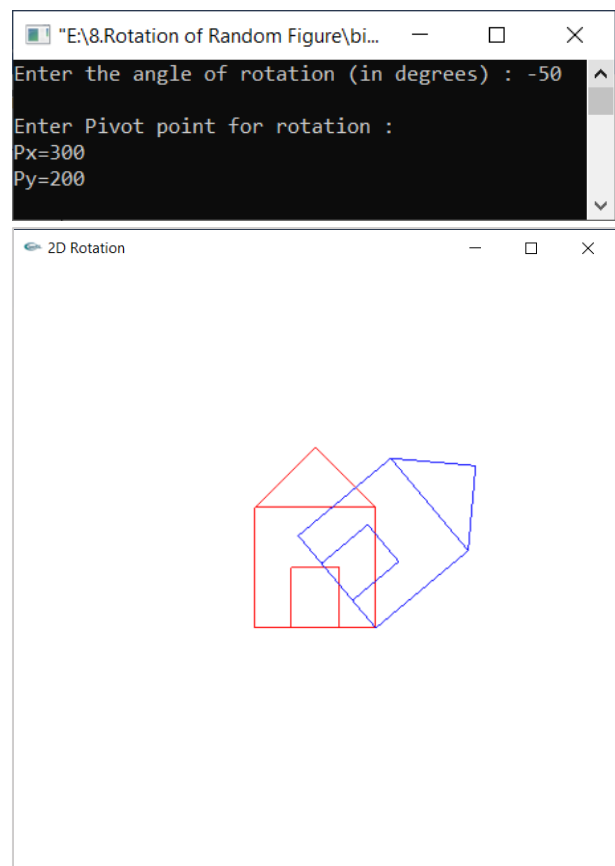 "E:\8.Rotation of Random Figure\bi...
Enter the angle of rotation (in degrees) : -50
Enter Pivot point for rotation :
Px=300
Py=200
2D Rotation